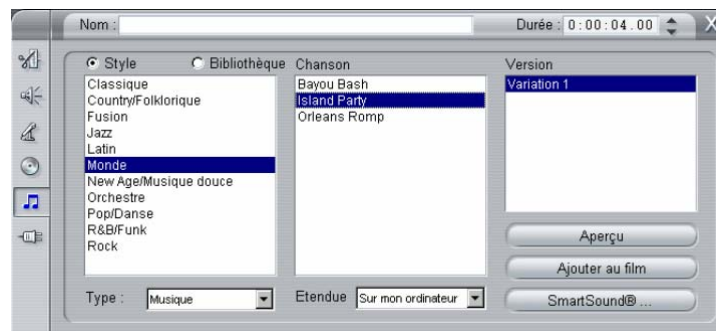 Nom :
Durée : 0:00:04.00
X
Style
Bibliothèque
Chanson
Version
Classique
Country/Folklorique
Fusion
Jazz
Latin
Monde
New Age/Musique douce
Orchestre
Pop/Danse
R&B/Funk
Rock
Bayou Bash
Island Party
Orleans Romp
Variation 1
Aperçu
Ajouter au film
SmartSound® ...
Type :
Musique
Etendue
Sur mon ordinateur